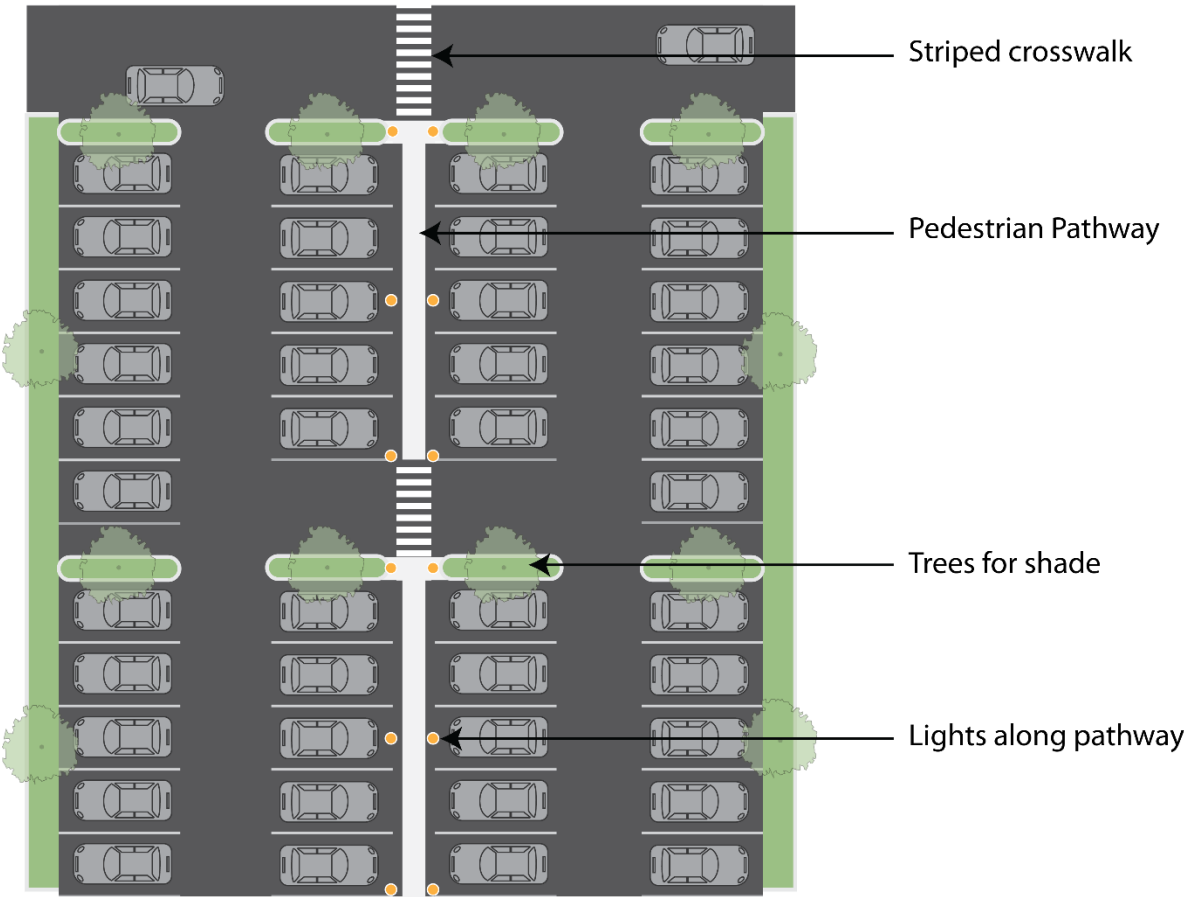 Striped crosswalk
Pedestrian Pathway
Trees for shade
Lights along pathway